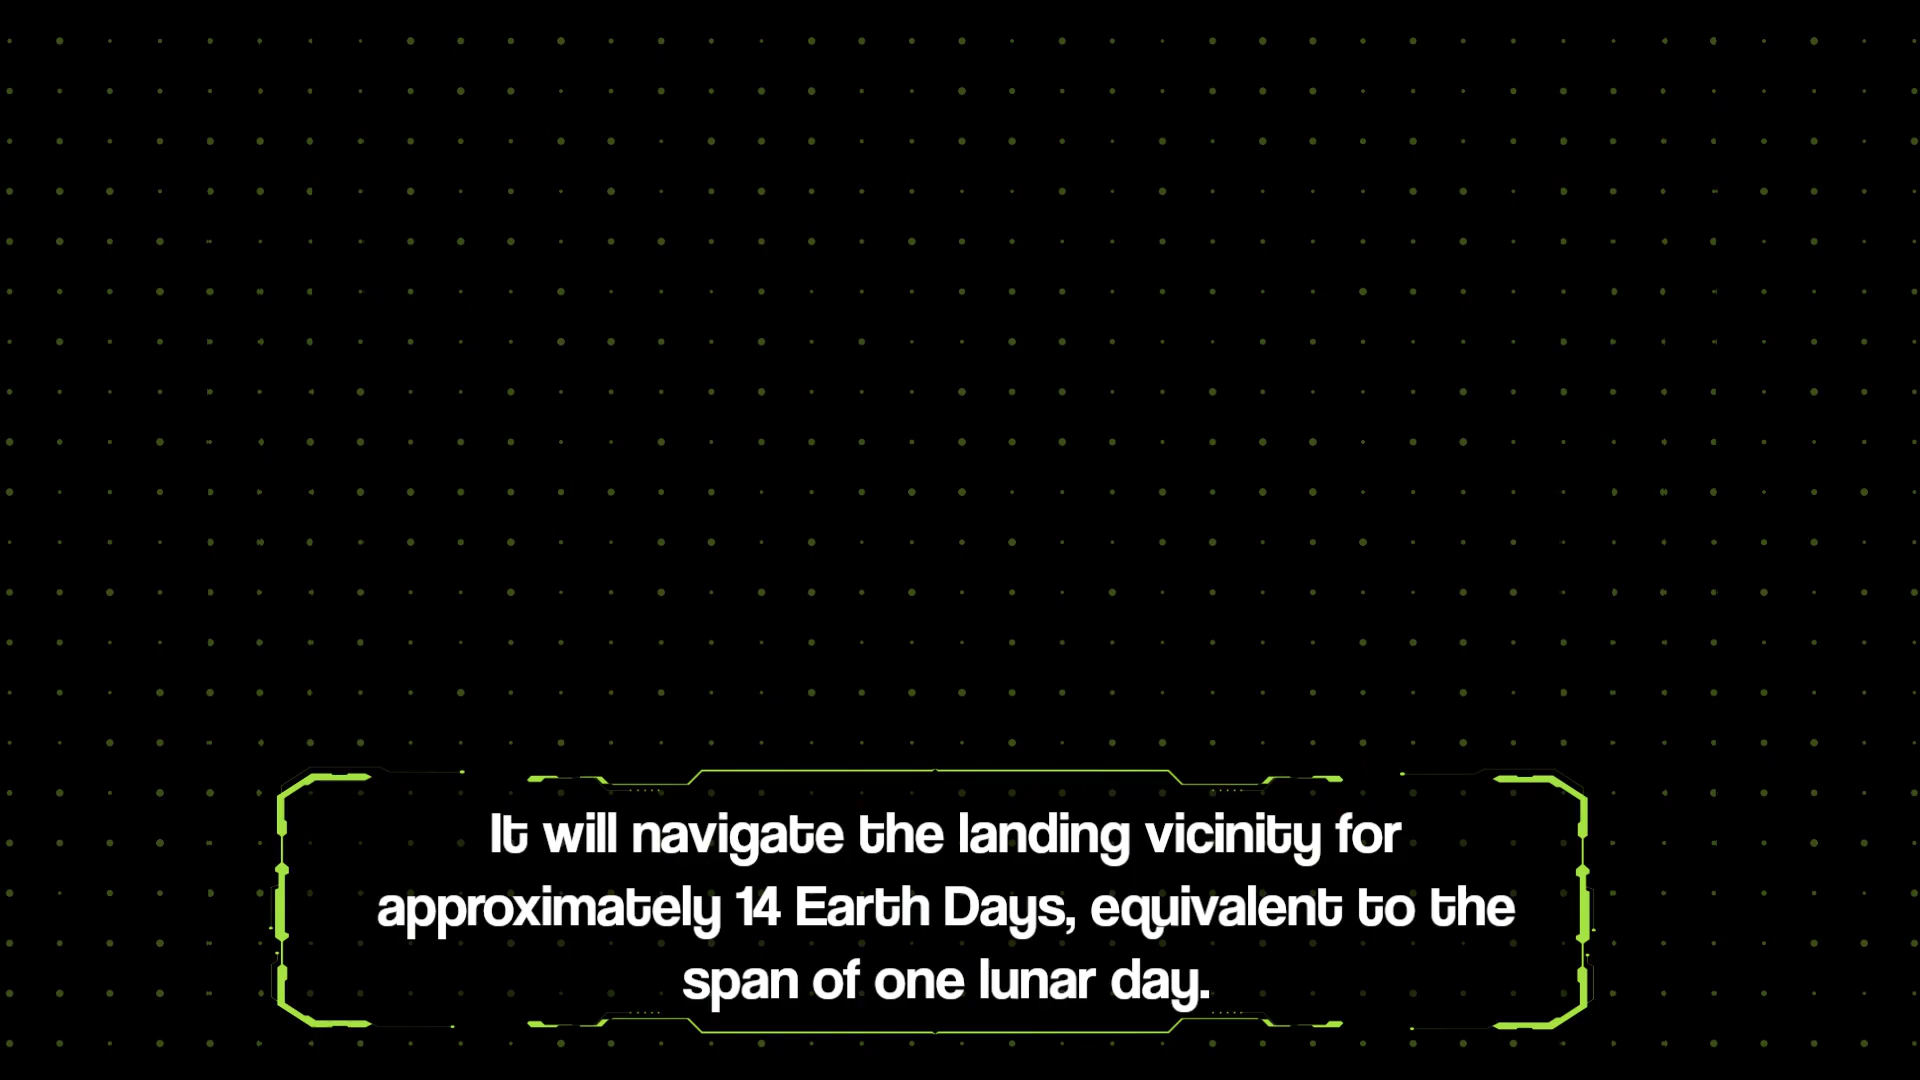 It will navigate the landing vicinity for
approximately 14 Earth Days, equivalent to the
span of one lunar day.